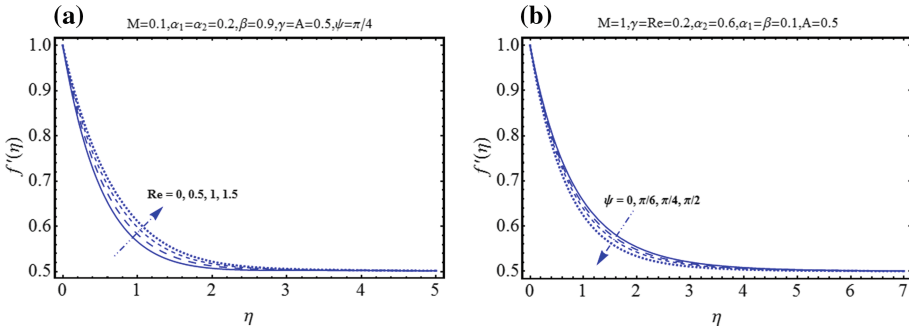 (a)
M=0.1,α1=α2=0.2,β=0.9,γ=A=0.5,ψ=π/4
1.0
0.9
0.8
0.7
0.6
0.5
f′(η)
Re = 0, 0.5, 1, 1.5
0 1 2 3 4 5
η
(b)
M=1,γ=Re=0.2,α2=0.6,α1=β=0.1,A=0.5
1.0
0.9
0.8
0.7
0.6
0.5
f′(η)
ψ = 0, π/6, π/4, π/2
0 1 2 3 4 5 6 7
η